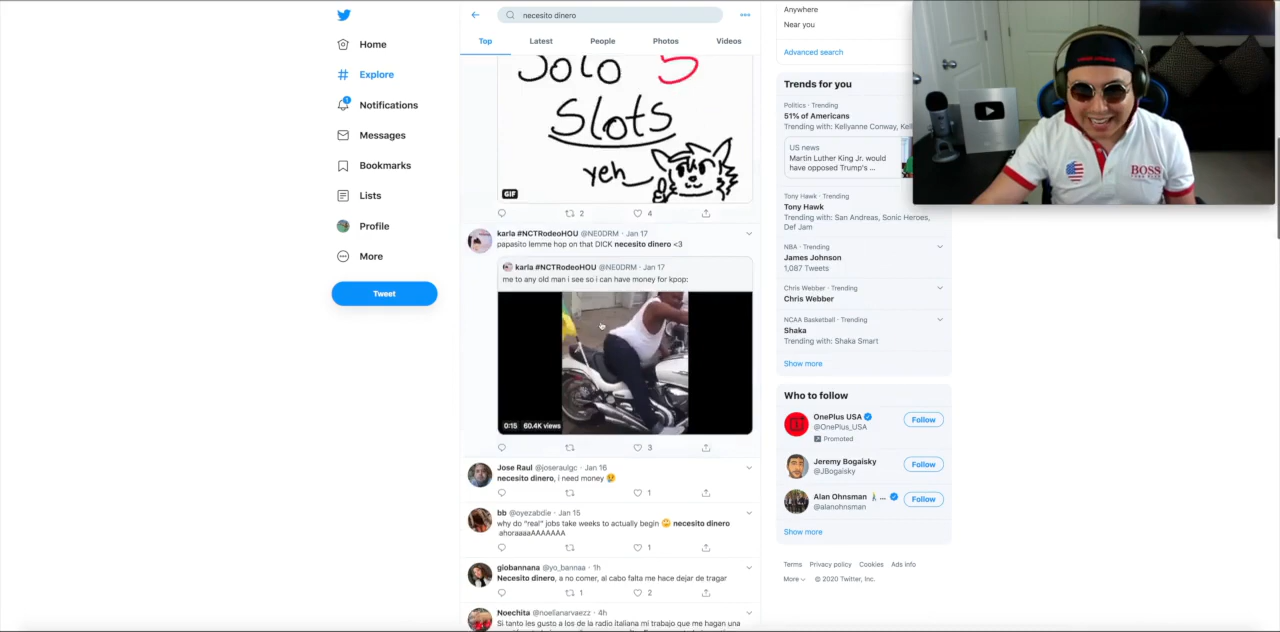 necesito dinero
Anywhere
Near you
Home
Top
Latest
People
Photos
Videos
Advanced search
Explore
Solo 5
Slots
yeh
GIF
2
4
1
Notifications
Messages
Bookmarks
Lists
Profile
More
Tweet
karla #NCTRodeoHOU @NE0DRM · Jan 17
papasito lemme hop on that DICK necesito dinero <3
karla #NCTRodeoHOU @NE0DRM · Jan 17
me to any old man i see so i can have money for kpop:
0:15 60.4K views
3
Jose Raul @joseraulgc · Jan 16
necesito dinero, i need money 😢
1
bb @oyezabdie · Jan 15
why do "real" jobs take weeks to actually begin 🙄 necesito dinero
ahoraaaaAAAAAAA
1
giobannana @yo_bannaa · 1h
Necesito dinero, a no comer, al cabo falta me hace dejar de tragar
1
2
Noechita @noelianarvaezz · 4h
Si tanto les gusto a los de la radio italiana mi trabajo que me hagan una
Trends for you
Politics · Trending
51% of Americans
Trending with: Kellyanne Conway,
US news
Martin Luther King Jr. would
have opposed Trump's ...
Tony Hawk · Trending
Tony Hawk
Trending with: San Andreas, Sonic Heroes,
Def Jam
NBA · Trending
James Johnson
1,087 Tweets
Chris Webber · Trending
Chris Webber
NCAA Basketball · Trending
Shaka
Trending with: Shaka Smart
Show more
Who to follow
OnePlus USA
@OnePlus_USA
Promoted
Follow
Jeremy Bogaisky
@JBogaisky
Follow
Alan Ohnsman 🚶 ...
@alanohnsman
Follow
Show more
Terms Privacy policy Cookies Ads info
More © 2020 Twitter, Inc.
BOSS